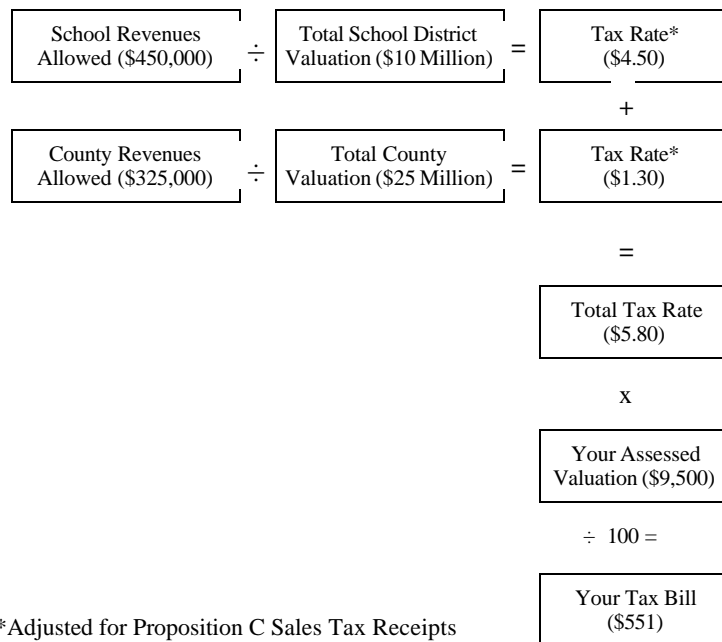 School Revenues
Allowed ($450,000)
÷
Total School District
Valuation ($10 Million)
=
Tax Rate*
($4.50)
+
County Revenues
Allowed ($325,000)
÷
Total County
Valuation ($25 Million)
=
Tax Rate*
($1.30)
=
Total Tax Rate
($5.80)
x
Your Assessed
Valuation ($9,500)
÷ 100 =
Your Tax Bill
($551)
*Adjusted for Proposition C Sales Tax Receipts